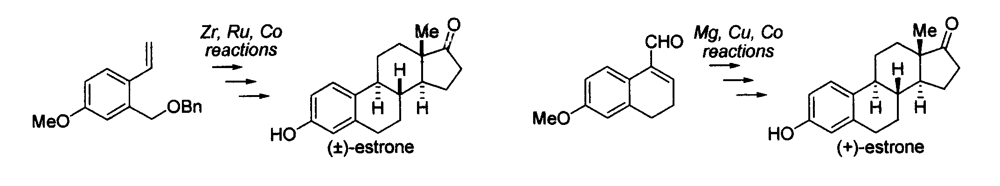 Zr, Ru, Co
reactions
MeO
OBn
Me
O
H
H
H
HO
(±)-estrone
CHO
MeO
Mg, Cu, Co
reactions
Me
O
H
H
H
HO
(+)-estrone